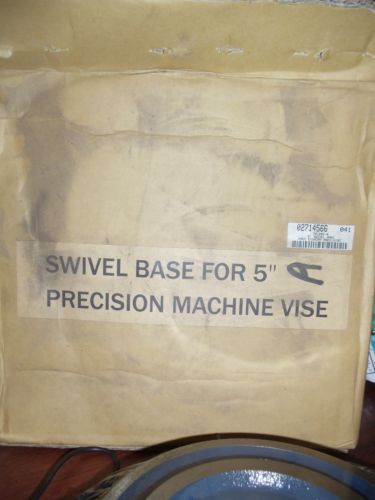 02714566 041
SWIVEL BASE FOR 5" A
PRECISION MACHINE VISE